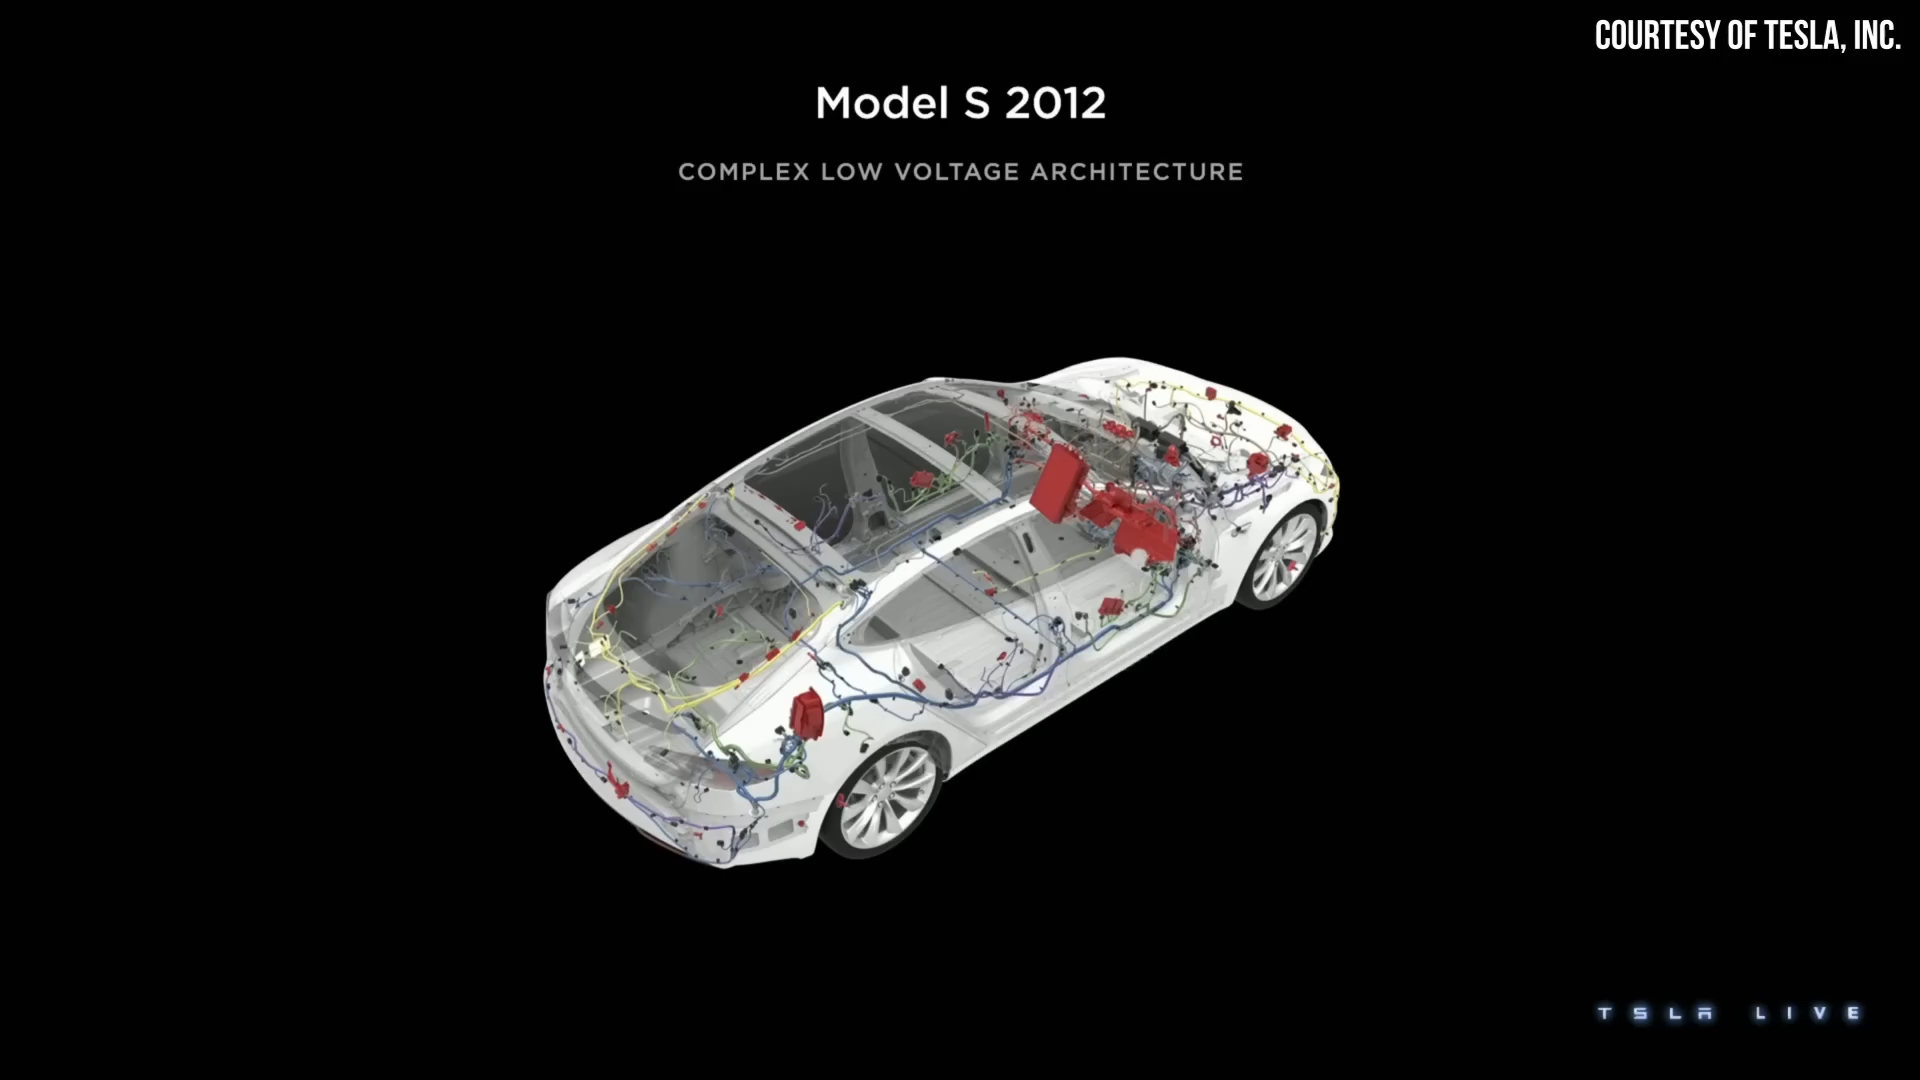 COURTESY OF TESLA, INC.
Model S 2012
COMPLEX LOW VOLTAGE ARCHITECTURE
TSLA LIVE